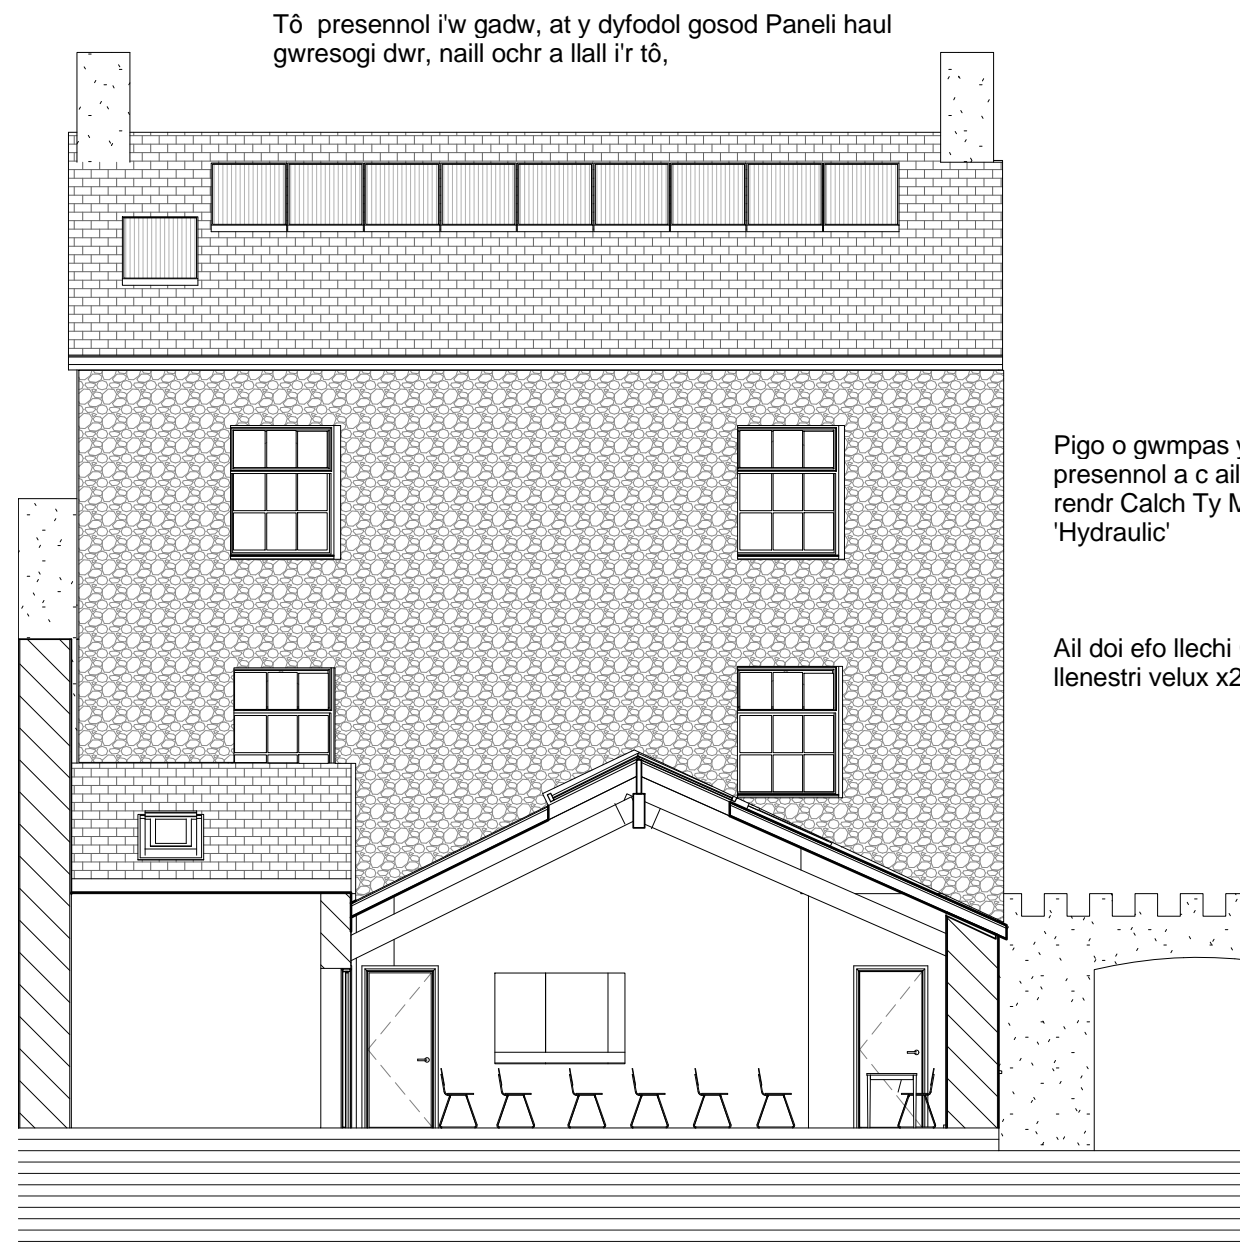 Tô presennol i'w gadw, at y dyfodol gosod Paneli haul
gwresogi dwr, naill ochr a llall i'r tô,
Pigo o gwmpas
presennol a c
rendr Calch Ty
'Hydraulic'
Ail doi efo llechi
llenestri velux x2